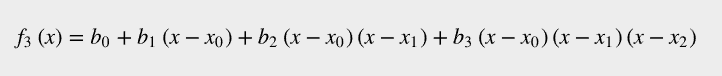 f₃ (x) = b₀ + b₁ (x − x₀) + b₂ (x − x₀) (x − x₁) + b₃ (x − x₀) (x − x₁) (x − x₂)